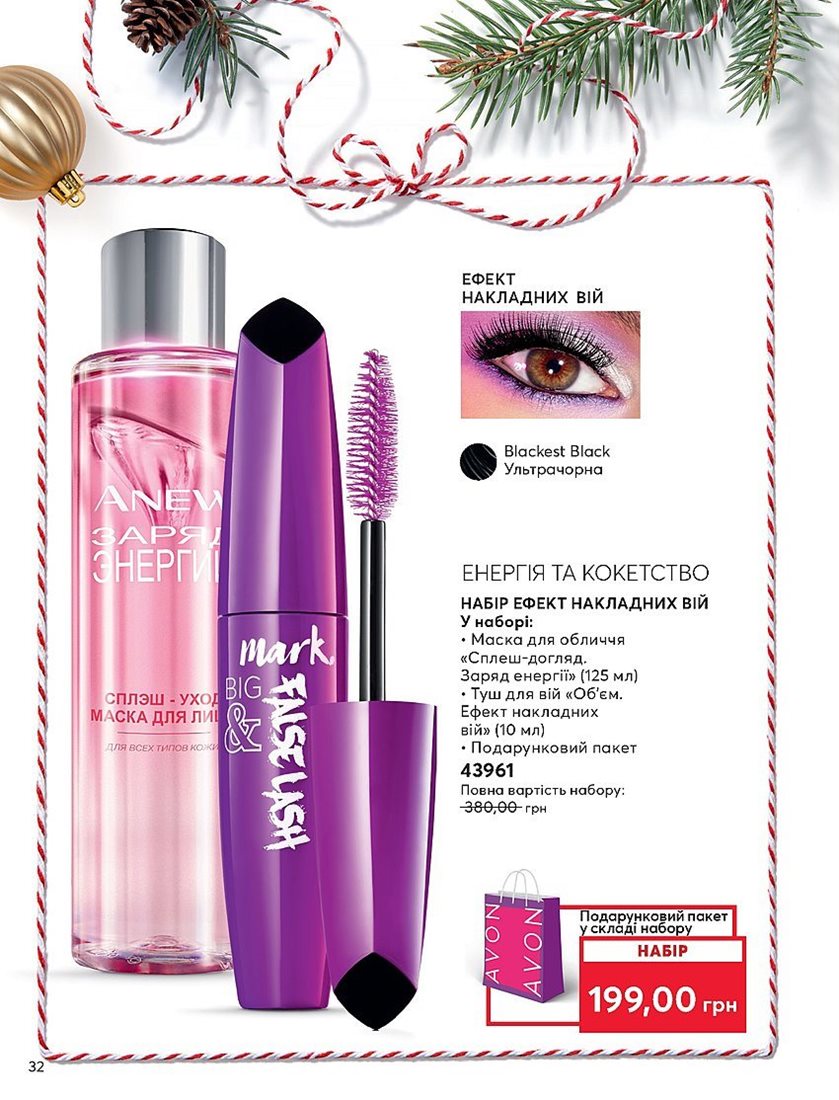 ЕФЕКТ
НАКЛАДНИХ ВІЙ
Blackest Black
Ультрачорна
ANEW
ЗАРЯД
ЭНЕРГИИ
СПЛЭШ - УХОД
МАСКА ДЛЯ ЛИЦ
ДЛЯ ВСЕХ ТИПОВ КОЖИ
mark.
BIG
&
FALSE LASH
ЕНЕРГІЯ ТА КОКЕТСТВО
НАБІР ЕФЕКТ НАКЛАДНИХ ВІЙ
У наборі:
• Маска для обличчя
«Сплеш-догляд.
Заряд енергії» (125 мл)
• Туш для вій «Об’єм.
Ефект накладних
вій» (10 мл)
• Подарунковий пакет
43961
Повна вартість набору:
380,00 грн
AVON
AVON
Подарунковий пакет
у складі набору
НАБІР
199,00 грн
32